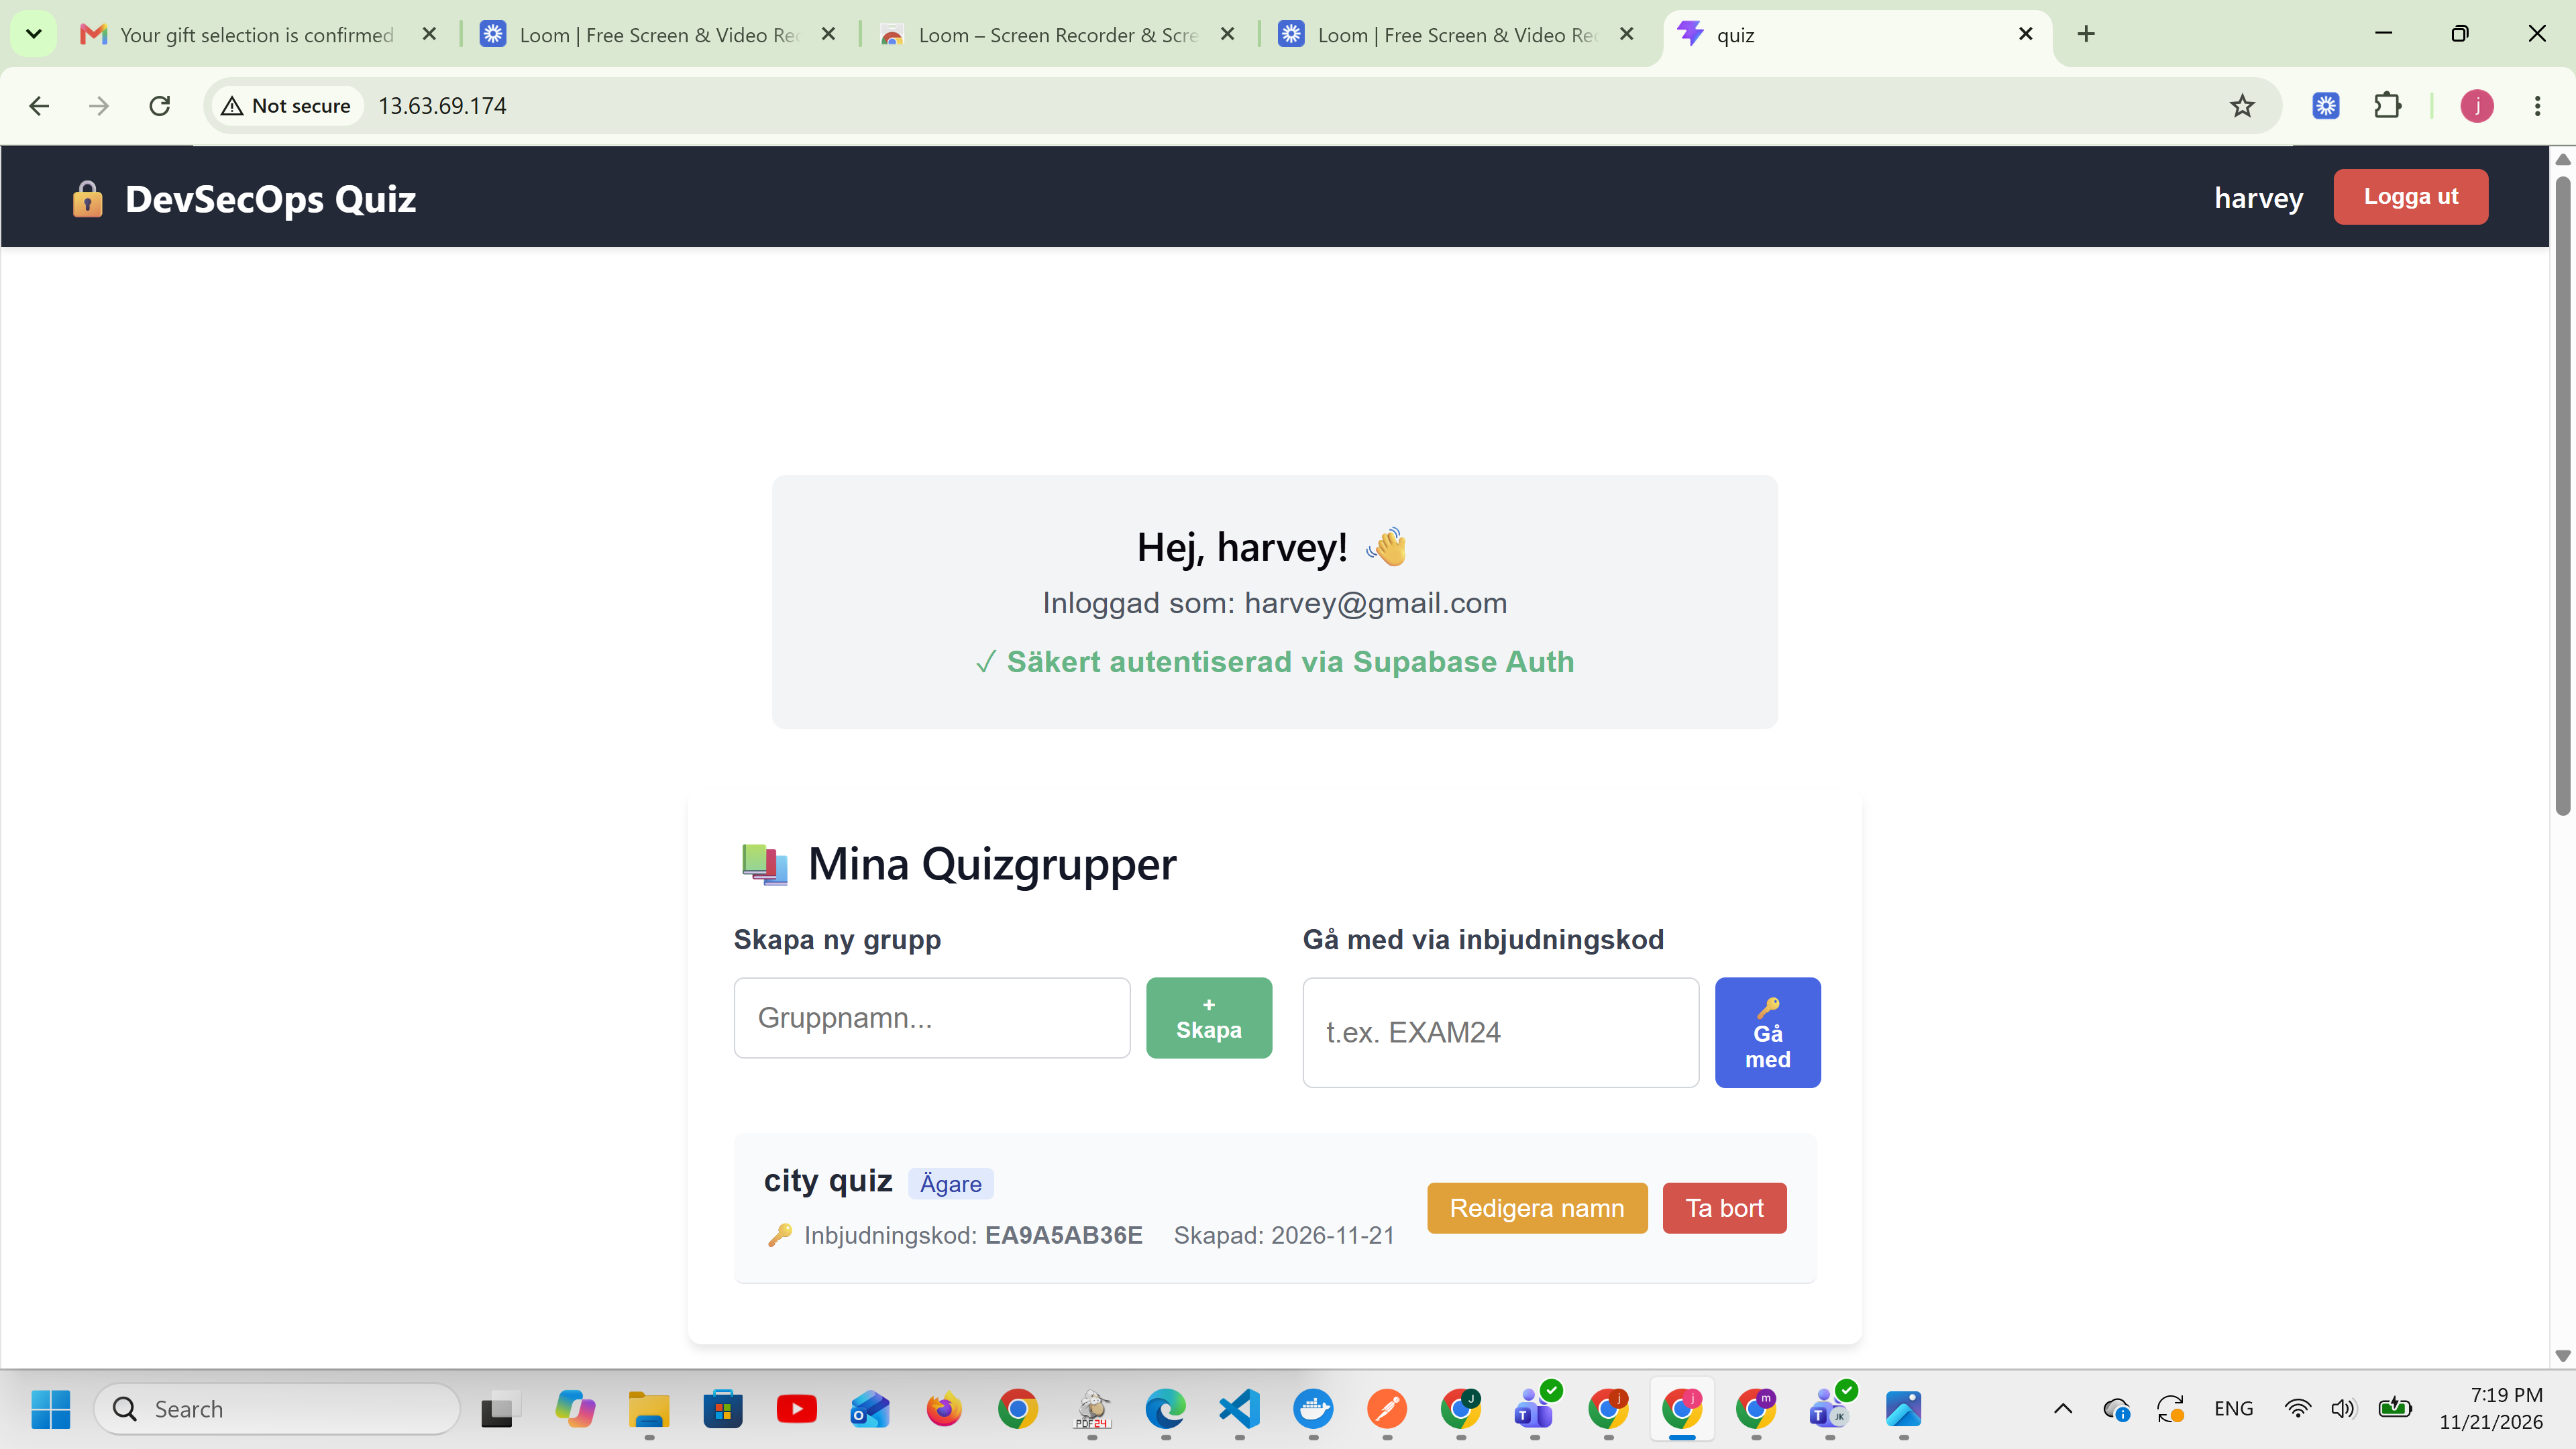 Your gift selection is confirmed
Loom | Free Screen & Video Rec
Loom – Screen Recorder & Scre
Loom | Free Screen & Video Rec
quiz
Not secure
13.63.69.174
j
DevSecOps Quiz
harvey
Logga ut
Hej, harvey!
Inloggad som: harvey@gmail.com
✓ Säkert autentiserad via Supabase Auth
Mina Quizgrupper
Skapa ny grupp
Gruppnamn...
+
Skapa
Gå med via inbjudningskod
t.ex. EXAM24
Gå
med
city quiz
Ägare
Inbjudningskod: EA9A5AB36E
Skapad: 2026-11-21
Redigera namn
Ta bort
Search
PDF24
J
T
j
j
m
T
JK
ENG
7:19 PM
11/21/2026